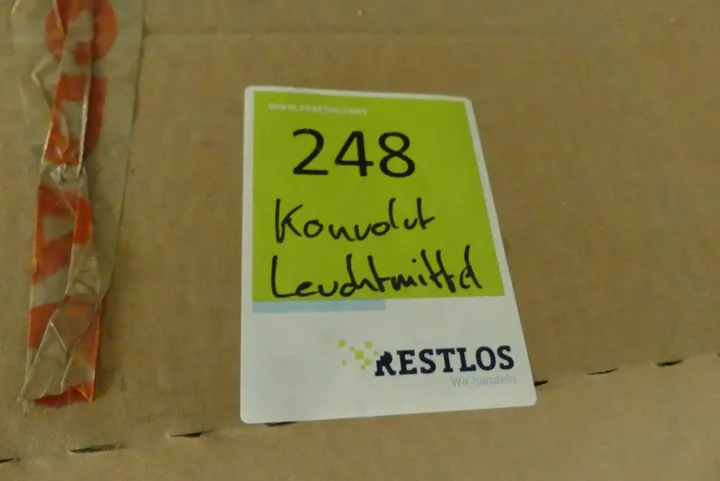 www.restlos.com
248
Konvolut
Leuchtmittel
RESTLOS
Wir handeln.